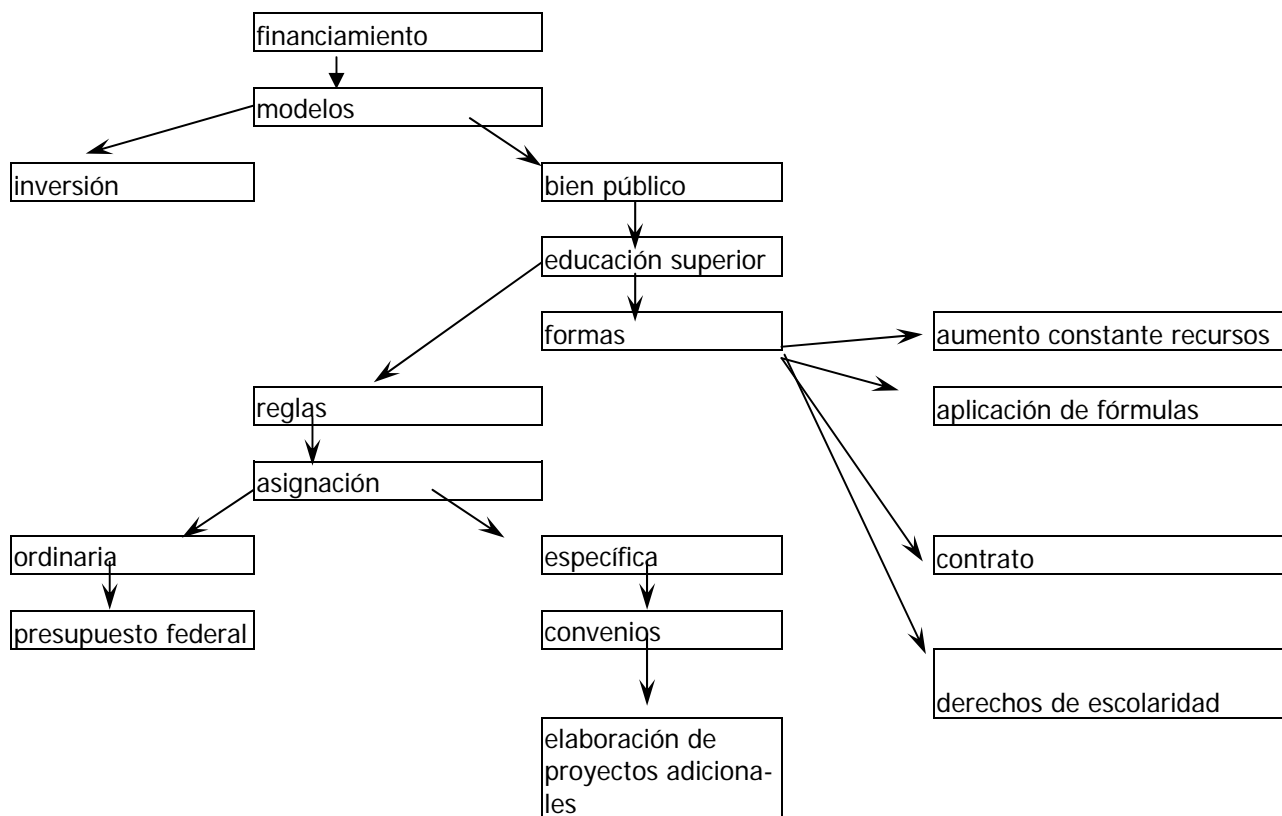 financiamiento
modelos
inversión
bien público
educación superior
formas
aumento constante recursos
reglas
aplicación de fórmulas
asignación
ordinaria
específica
contrato
presupuesto federal
convenios
derechos de escolaridad
elaboración de
proyectos adiciona-
les